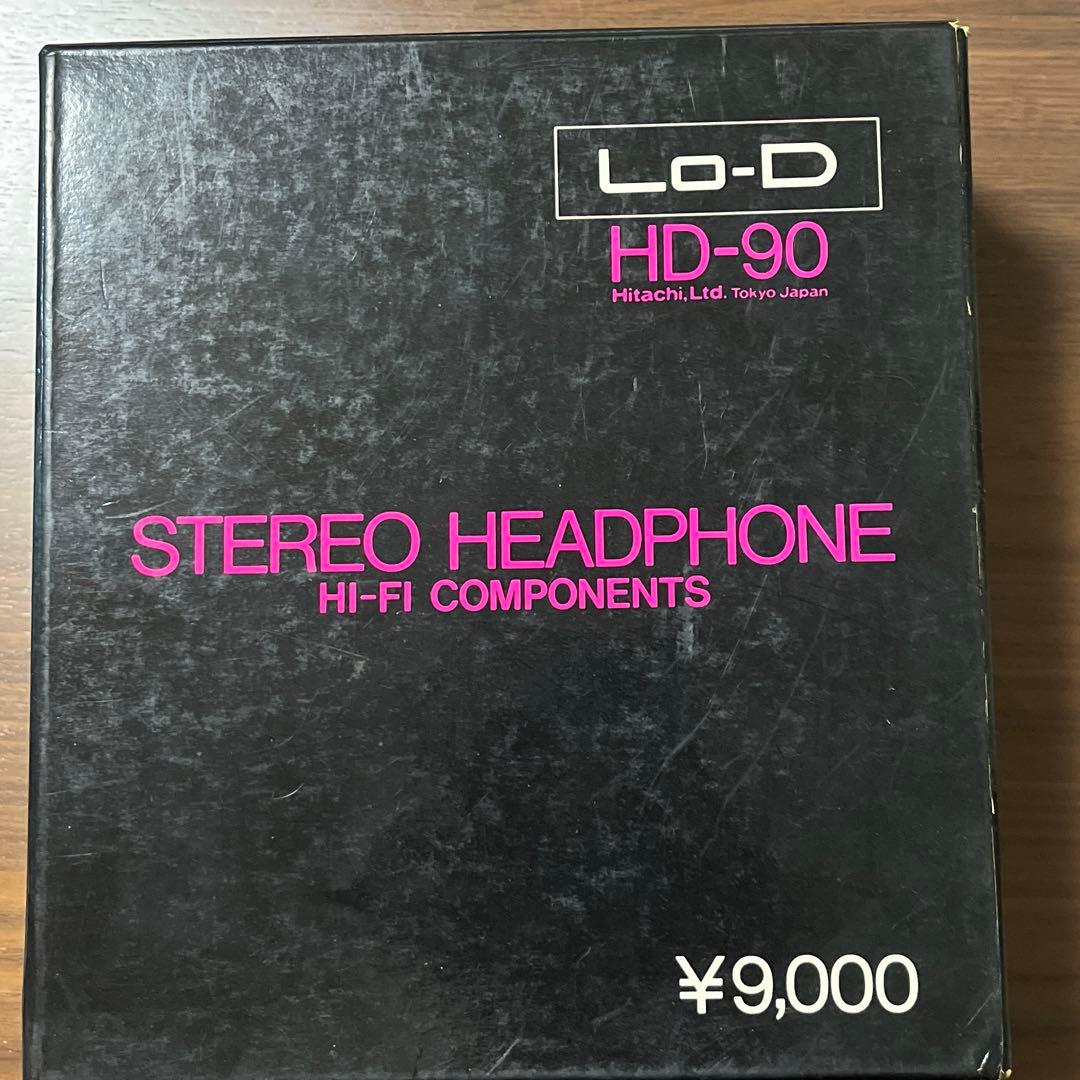 Lo-D
HD-90
Hitachi,Ltd. Tokyo Japan
STEREO HEADPHONE
HI-FI COMPONENTS
¥9,000